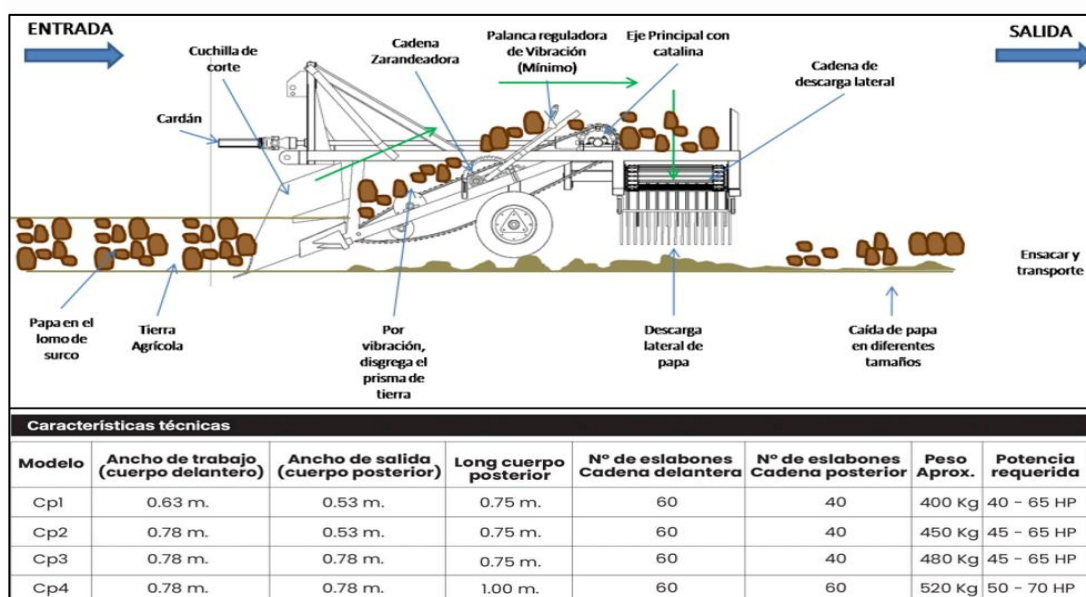 ENTRADA
SALIDA
Cuchilla de
corte
Cadena
Zarandeadora
Palanca reguladora
de Vibración
(Mínimo)
Eje Principal con
catalina
Cadena de
descarga lateral
Cardán
Ensacar y
transporte
Papa en el
lomo de
surco
Tierra
Agrícola
Por
vibración,
disgrega el
prisma de
tierra
Descarga
lateral de
papa
Caída de papa
en diferentes
tamaños
Características técnicas
Modelo Ancho de trabajo (cuerpo delantero) Ancho de salida (cuerpo posterior) Long cuerpo posterior N° de eslabones Cadena delantera N° de eslabones Cadena posterior Peso Aprox. Potencia requerida
Cp1 0.63 m. 0.53 m. 0.75 m. 60 40 400 Kg 40 - 65 HP
Cp2 0.78 m. 0.53 m. 0.75 m. 60 40 450 Kg 45 - 65 HP
Cp3 0.78 m. 0.78 m. 0.75 m. 60 40 480 Kg 45 - 65 HP
Cp4 0.78 m. 0.78 m. 1.00 m. 60 60 520 Kg 50 - 70 HP